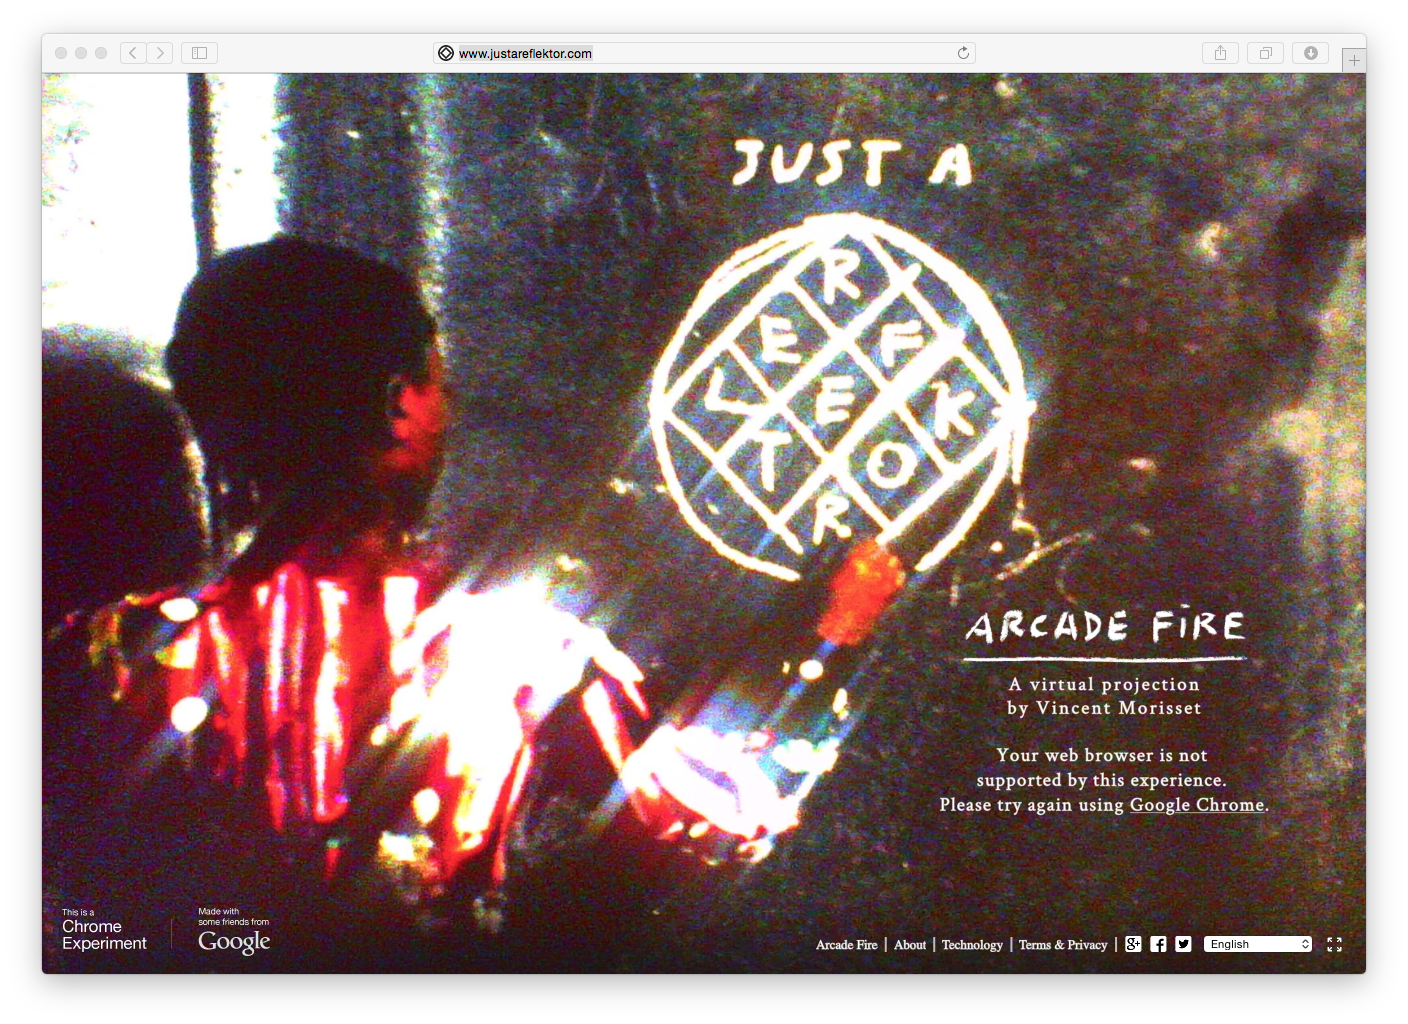 www.justareflektor.com
JUST A
R
E F
L E K
T O
R
ARCADE FiRE
A virtual projection
by Vincent Morisset
Your web browser is not
supported by this experience.
Please try again using Google Chrome.
This is a
Chrome
Experiment
Made with
some friends from
Google
Arcade Fire | About | Technology | Terms & Privacy |
English